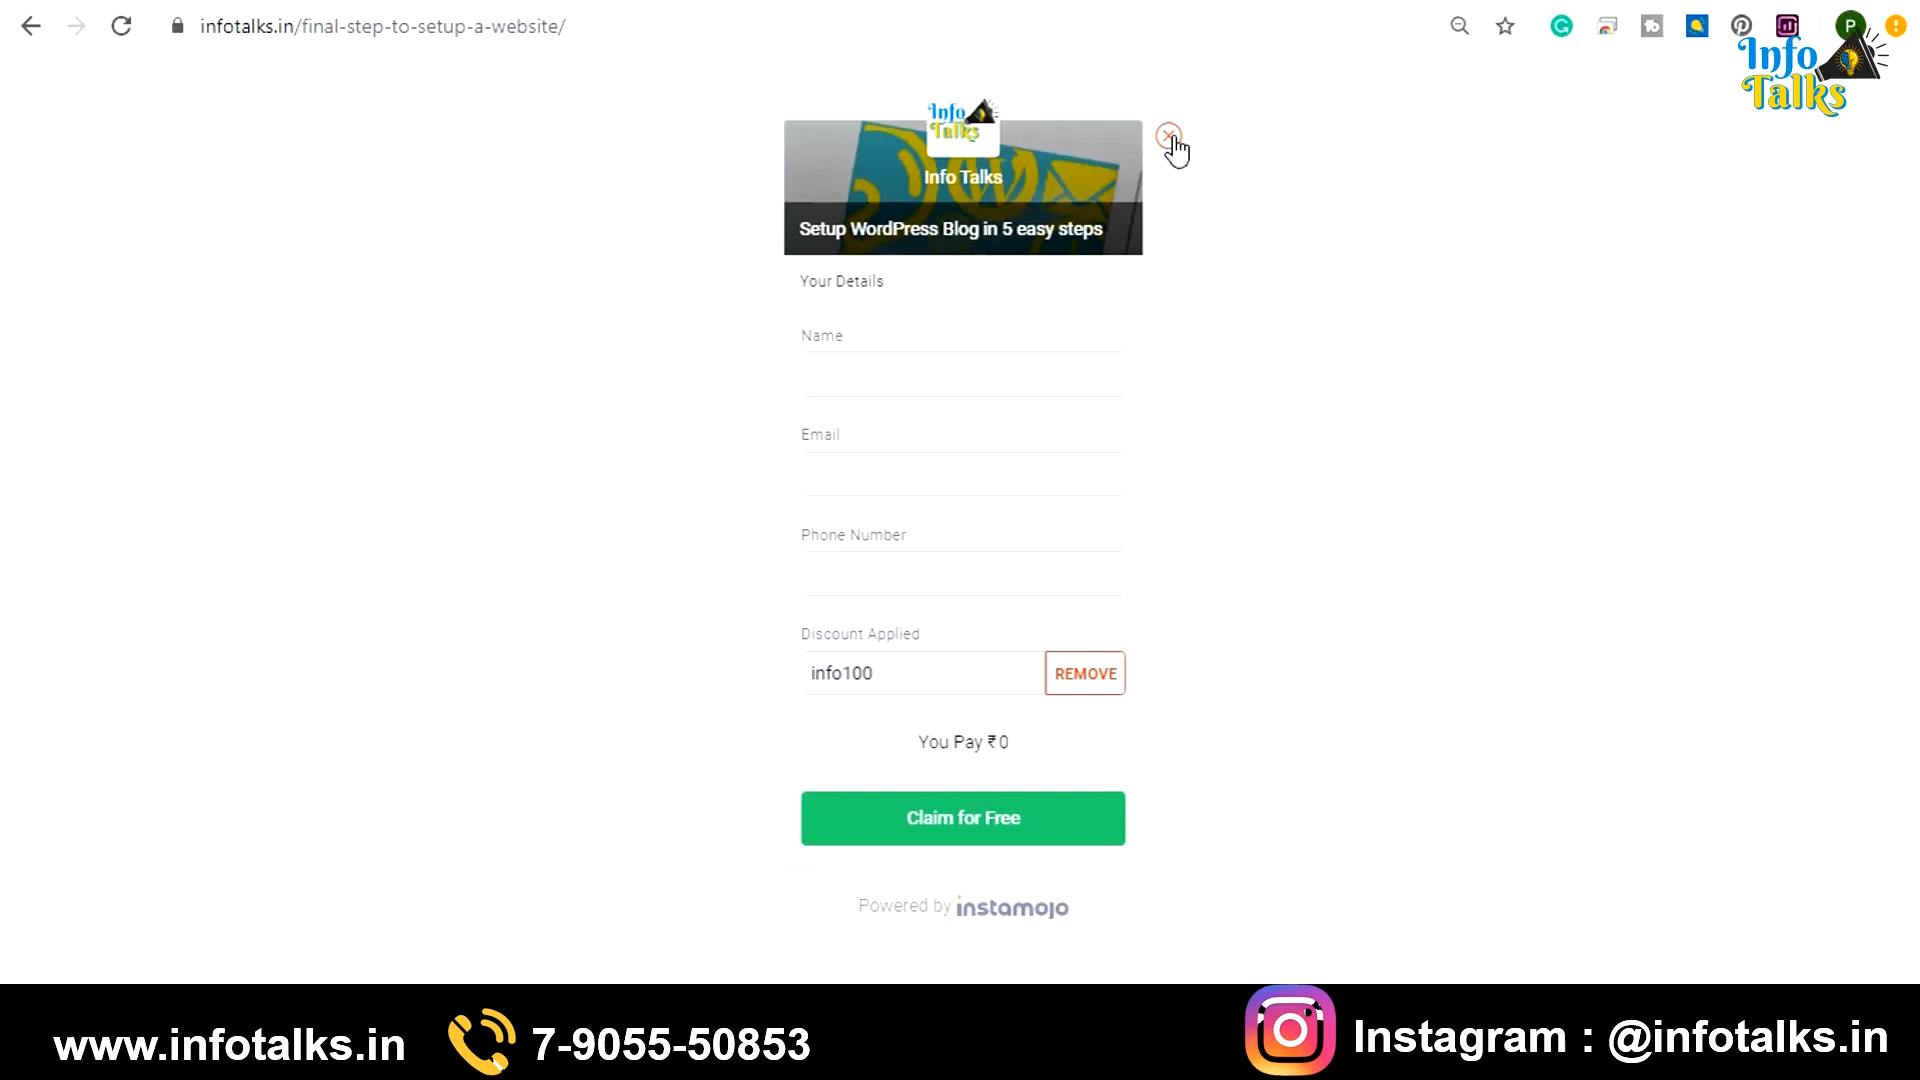 infotalks.in/final-step-to-setup-a-website/
P
Info
Talks
Info
Talks
Info Talks
Setup WordPress Blog in 5 easy steps
Your Details
Name
Email
Phone Number
Discount Applied
info100
REMOVE
You Pay ₹0
Claim for Free
Powered by instamojo
www.infotalks.in
7-9055-50853
Instagram : @infotalks.in